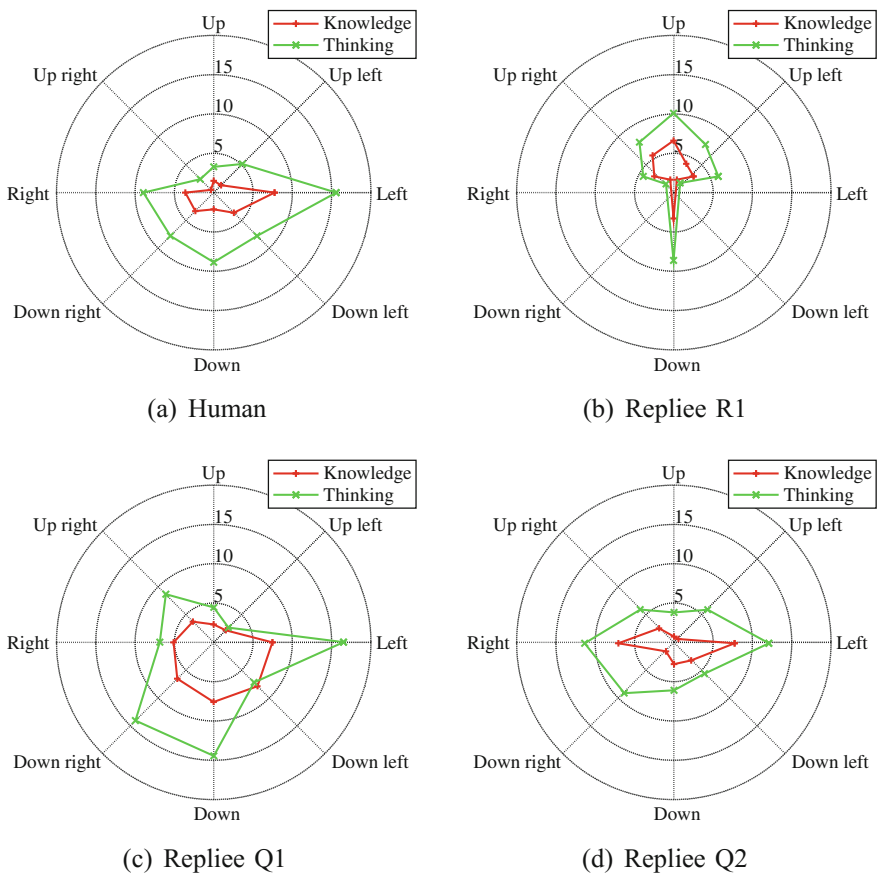 Up
Knowledge
Thinking
Up right
15
Up left
10
5
Right
Left
Down right
Down left
Down
(a) Human
Up
Knowledge
Thinking
Up right
15
Up left
10
5
Right
Left
Down right
Down left
Down
(b) Repliee R1
Up
Knowledge
Thinking
Up right
15
Up left
10
5
Right
Left
Down right
Down left
Down
(c) Repliee Q1
Up
Knowledge
Thinking
Up right
15
Up left
10
5
Right
Left
Down right
Down left
Down
(d) Repliee Q2